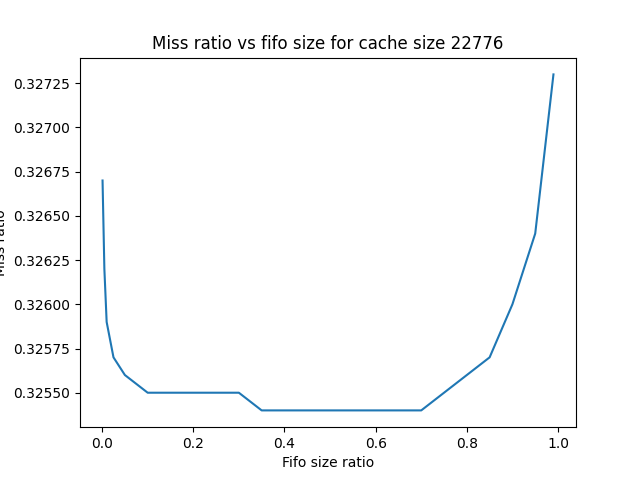 Miss ratio vs fifo size for cache size 22776
0.32725
0.32700
0.32675
0.32650
0.32625
0.32600
0.32575
0.32550
Miss ratio
0.0 0.2 0.4 0.6 0.8 1.0
Fifo size ratio